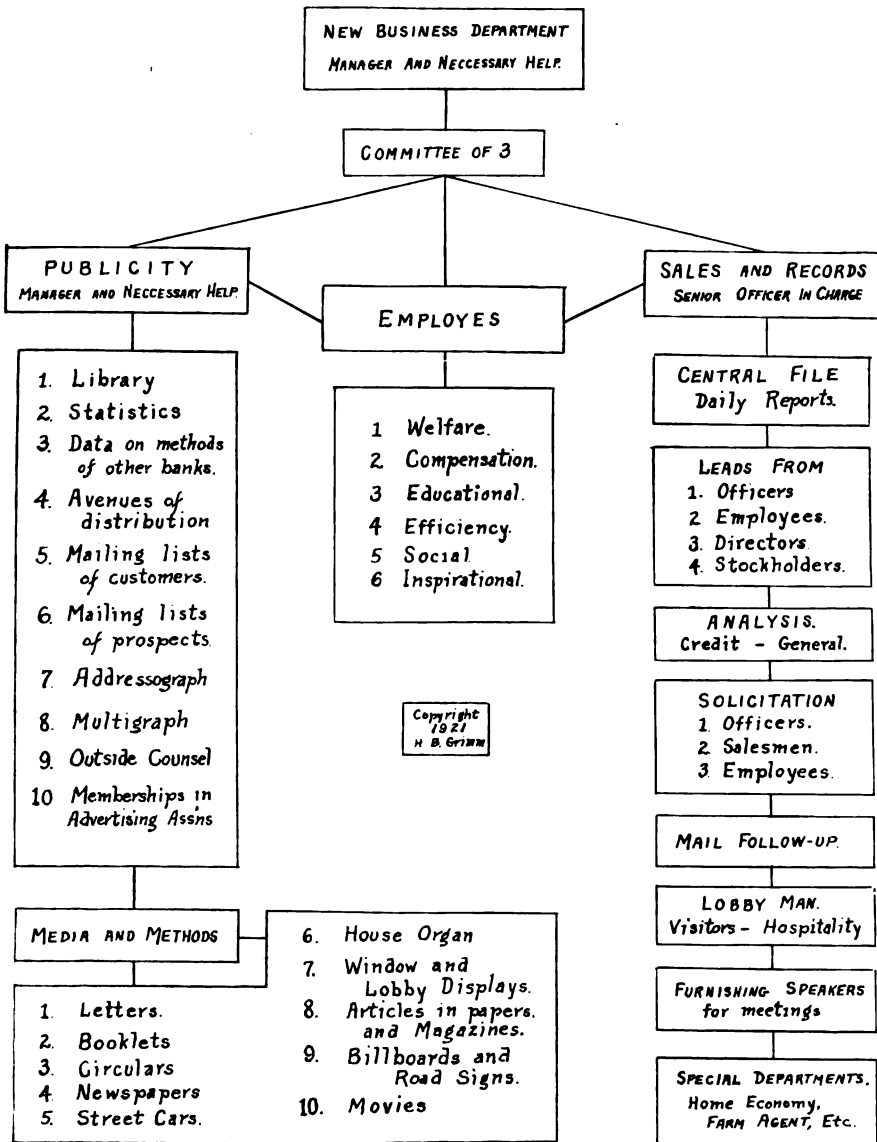 NEW BUSINESS DEPARTMENT
MANAGER AND NECCESSARY HELP.
COMMITTEE OF 3
PUBLICITY
MANAGER AND NECCESSARY HELP.
EMPLOYES
SALES AND RECORDS
SENIOR OFFICER IN CHARGE
1. Library
2. Statistics
3. Data on methods
of other banks.
4. Avenues of
distribution
5. Mailing lists
of customers.
6. Mailing lists
of prospects.
7. Addressograph
8. Multigraph
9. Outside Counsel
10 Memberships in
Advertising Ass'ns
MEDIA AND METHODS
1. Letters.
2. Booklets
3. Circulars
4. Newspapers
5. Street Cars.
6. House Organ
7. Window and
Lobby Displays.
8. Articles in papers.
and Magazines.
9. Billboards and
Road Signs.
10. Movies
1 Welfare.
2 Compensation.
3 Educational.
4 Efficiency.
5 Social
6 Inspirational.
Copyright
1921
H B. Grimm
CENTRAL FILE
Daily Reports.
LEADS FROM
1. Officers
2 Employees.
3. Directors
4. Stockholders.
ANALYSIS.
Credit - General.
SOLICITATION
1 Officers.
2 Salesmen.
3. Employees.
MAIL FOLLOW-UP.
LOBBY MAN.
Visitors - Hospitality
FURNISHING SPEAKERS
for meetings
SPECIAL DEPARTMENTS.
Home Economy,
FARM AGENT, Etc.